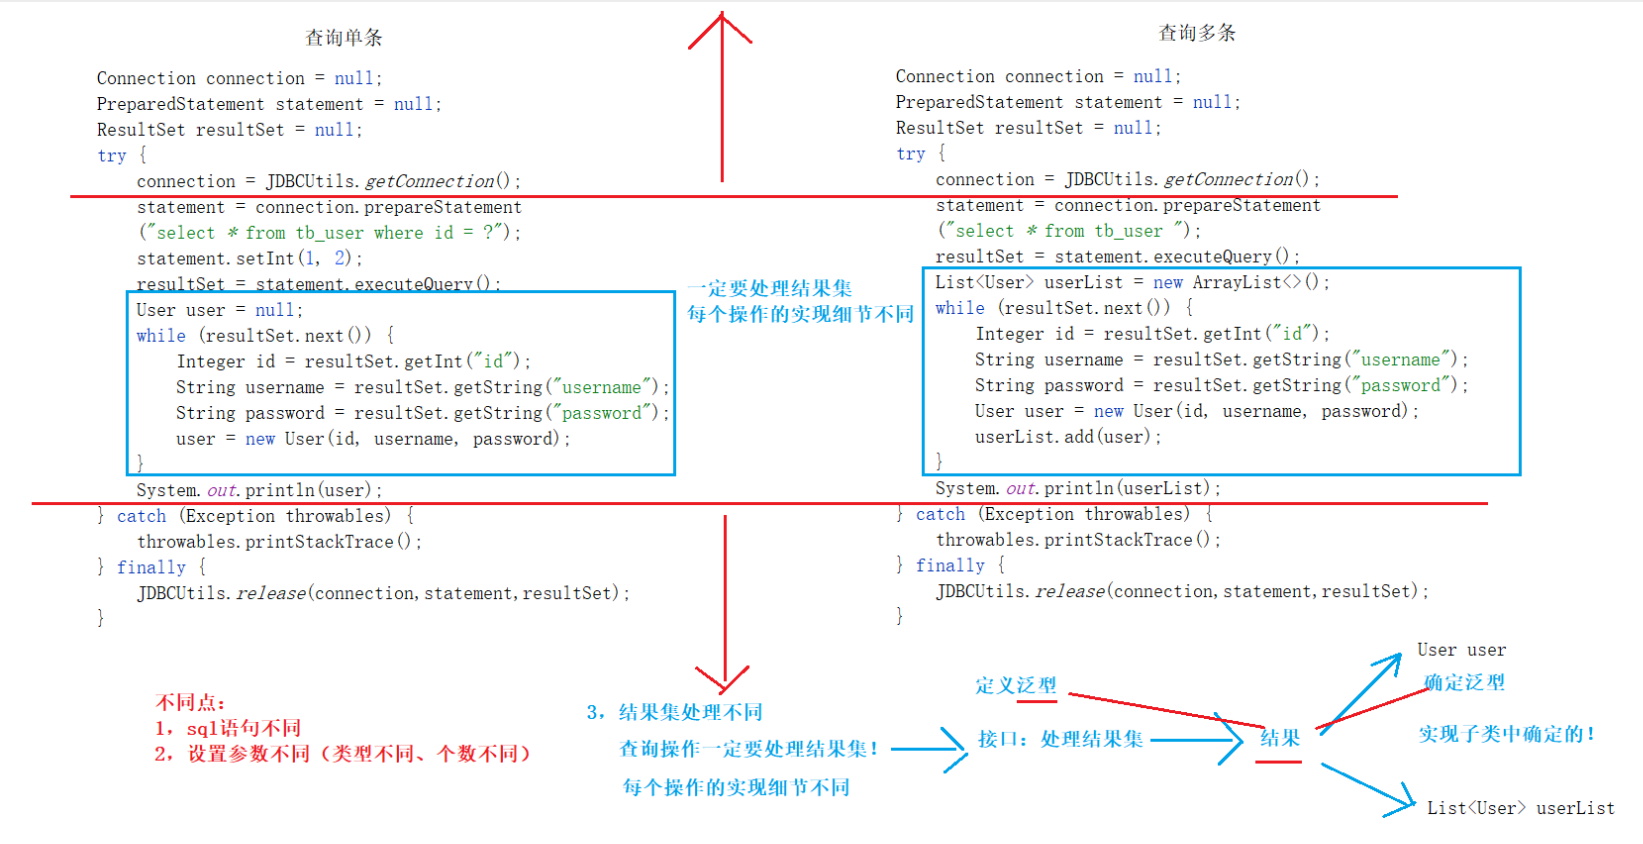 查询单条
Connection connection = null;
PreparedStatement statement = null;
ResultSet resultSet = null;
try {
    connection = JDBCUtils.getConnection();
    statement = connection.prepareStatement
    ("select * from tb_user where id = ?");
    statement.setInt(1, 2);
    resultSet = statement.executeQuery();
    User user = null;
    while (resultSet.next()) {
        Integer id = resultSet.getInt("id");
        String username = resultSet.getString("username");
        String password = resultSet.getString("password");
        user = new User(id, username, password);
    }
    System.out.println(user);
} catch (Exception throwables) {
    throwables.printStackTrace();
} finally {
    JDBCUtils.release(connection,statement,resultSet);
}
一定要处理结果集
每个操作的实现细节不同
查询多条
Connection connection = null;
PreparedStatement statement = null;
ResultSet resultSet = null;
try {
    connection = JDBCUtils.getConnection();
    statement = connection.prepareStatement
    ("select * from tb_user ");
    resultSet = statement.executeQuery();
    List<User> userList = new ArrayList<>();
    while (resultSet.next()) {
        Integer id = resultSet.getInt("id");
        String username = resultSet.getString("username");
        String password = resultSet.getString("password");
        User user = new User(id, username, password);
        userList.add(user);
    }
    System.out.println(userList);
} catch (Exception throwables) {
    throwables.printStackTrace();
} finally {
    JDBCUtils.release(connection,statement,resultSet);
}
不同点：
1，sql语句不同
2，设置参数不同（类型不同、个数不同）
3，结果集处理不同
查询操作一定要处理结果集！
每个操作的实现细节不同
定义泛型
接口：处理结果集
结果
User user
确定泛型
实现子类中确定的！
List<User> userList